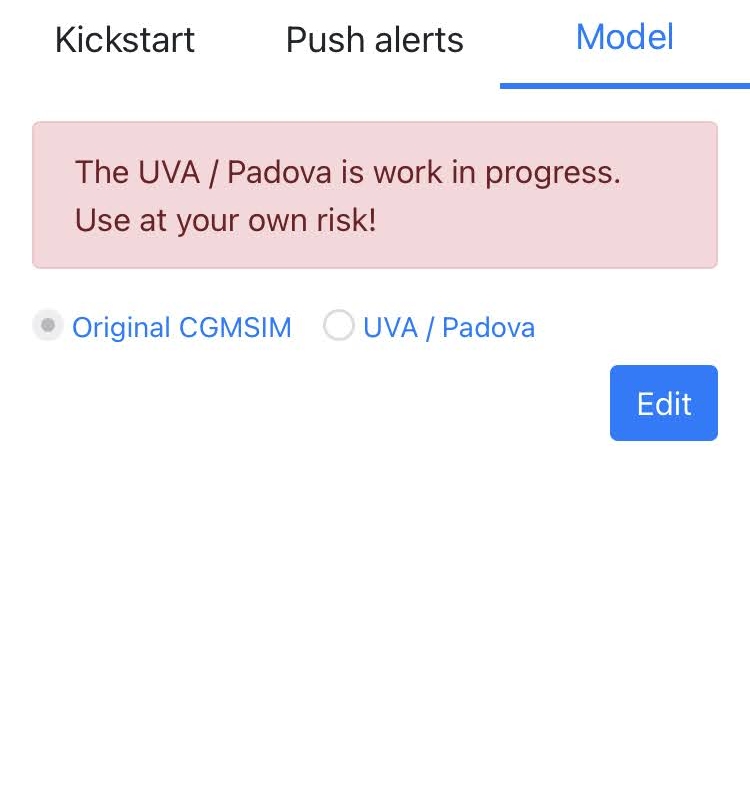 Kickstart Push alerts Model
The UVA / Padova is work in progress.
Use at your own risk!
Original CGMSIM UVA / Padova
Edit